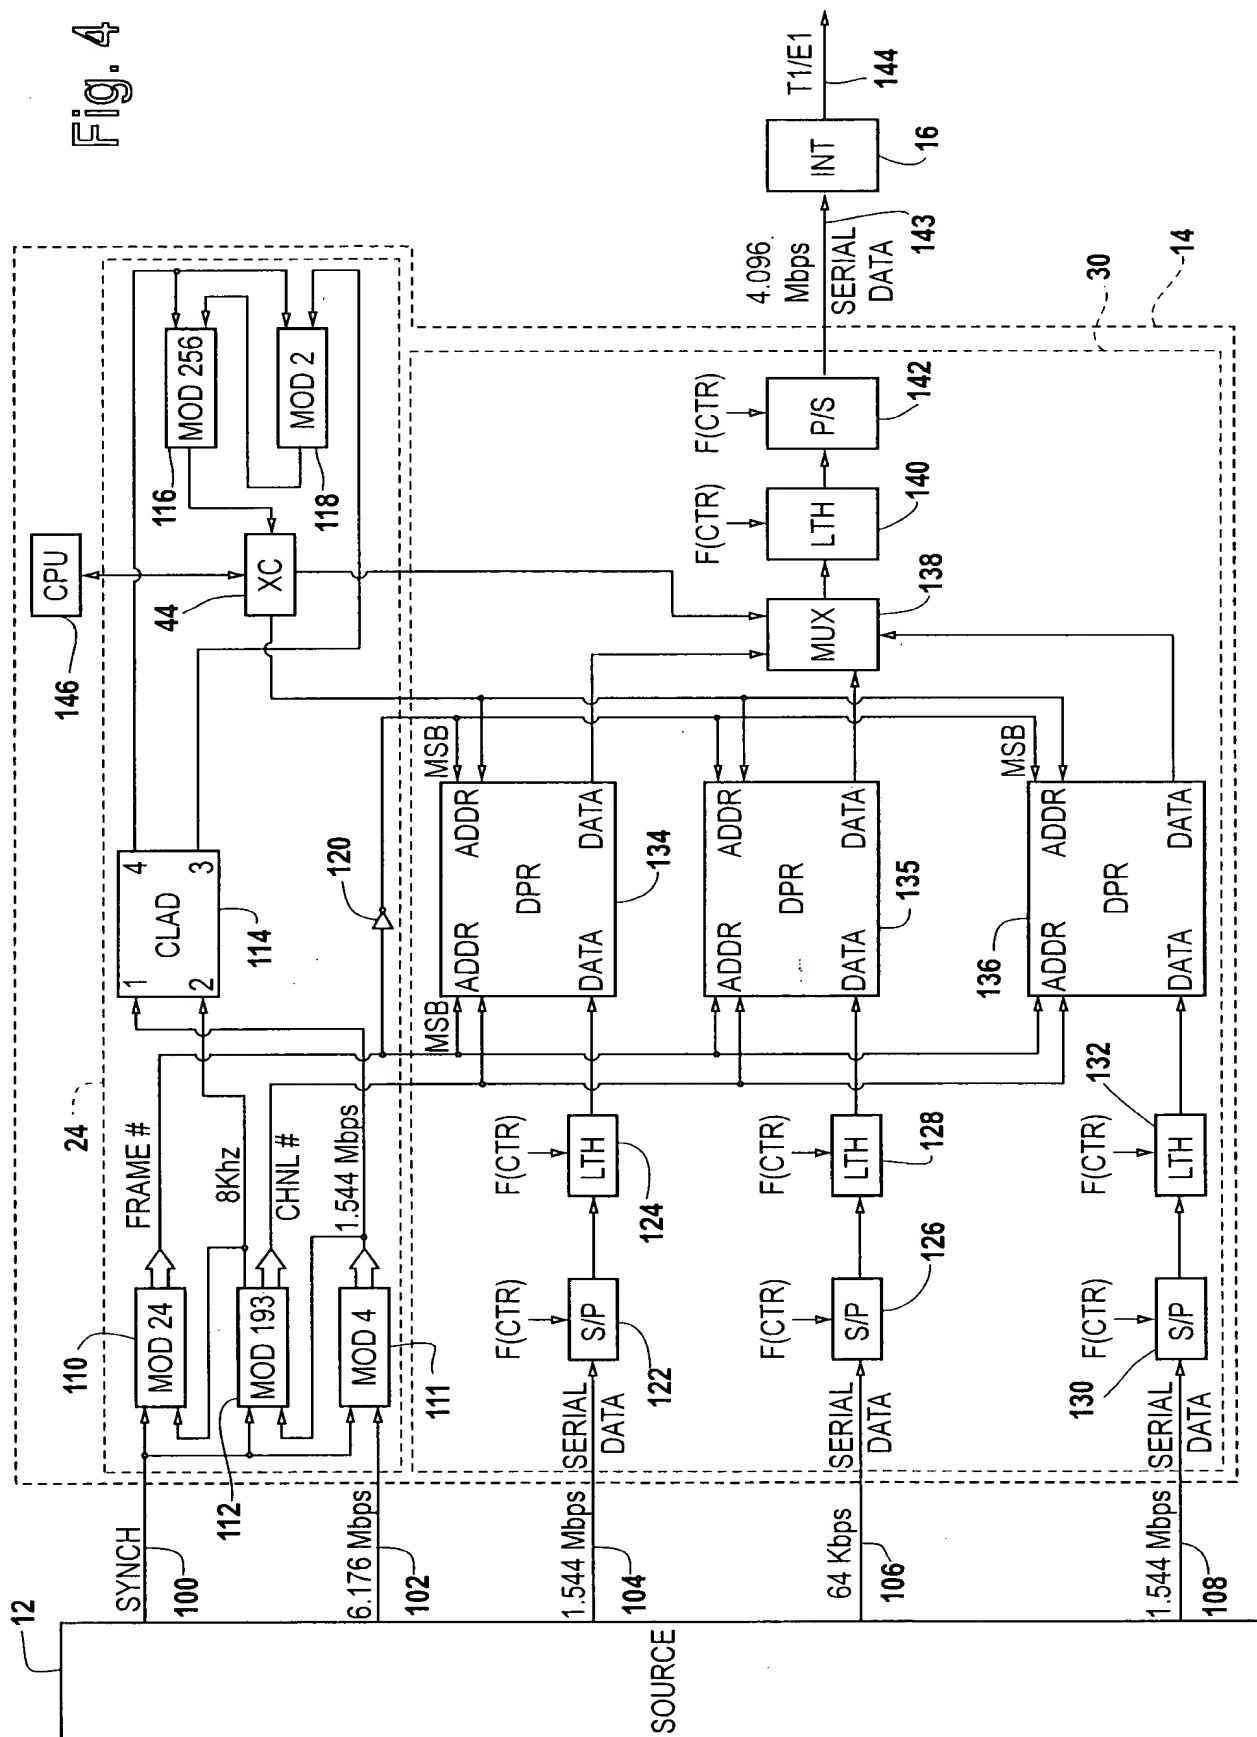 Fig. 4
12
SOURCE
SYNCH
100
6.176 Mbps
102
1.544 Mbps
104
64 Kbps
106
1.544 Mbps
108
24
110
MOD 24
FRAME #
8Khz
112
MOD 193
CHNL #
MOD 4
111
1.544 Mbps
1
2
CLAD
4
3
114
120
CPU
146
XC
44
MOD 256
116
MOD 2
118
SERIAL
DATA
F(CTR)
S/P
122
F(CTR)
LTH
124
MSB
ADDR
DATA
DPR
MSB
ADDR
DATA
134
SERIAL
DATA
F(CTR)
S/P
126
F(CTR)
LTH
128
ADDR
DATA
DPR
ADDR
DATA
135
SERIAL
DATA
F(CTR)
S/P
130
F(CTR)
LTH
132
136
ADDR
DATA
DPR
MSB
ADDR
DATA
MUX
138
F(CTR)
LTH
140
F(CTR)
P/S
142
30
14
4.096
Mbps
SERIAL
DATA
143
INT
16
T1/E1
144